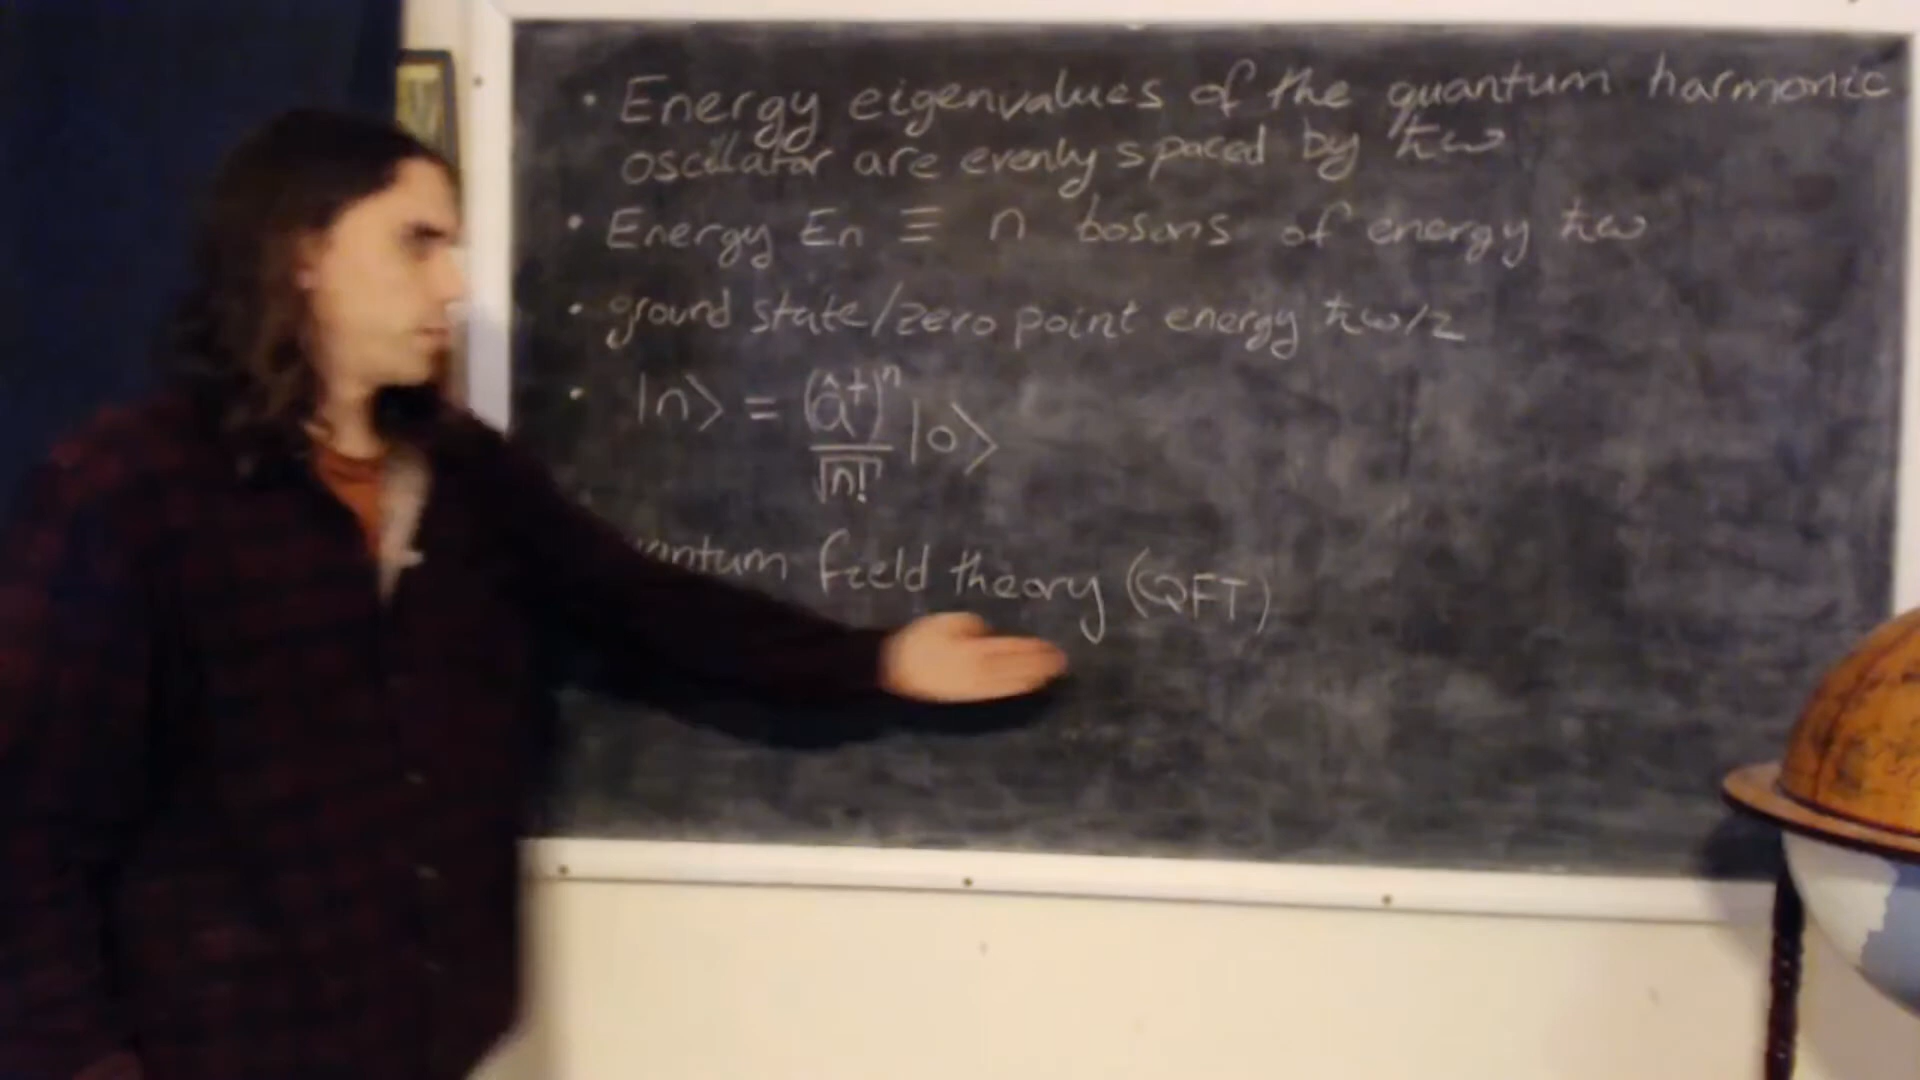 • Energy eigenvalues of the quantum harmonic
oscillator are evenly spaced by ħω
• Energy En ≡ n bosons of energy ħω
• ground state/zero point energy ħω/2
• |n> = (â†)ⁿ/√n! |0>
antum field theory (QFT)